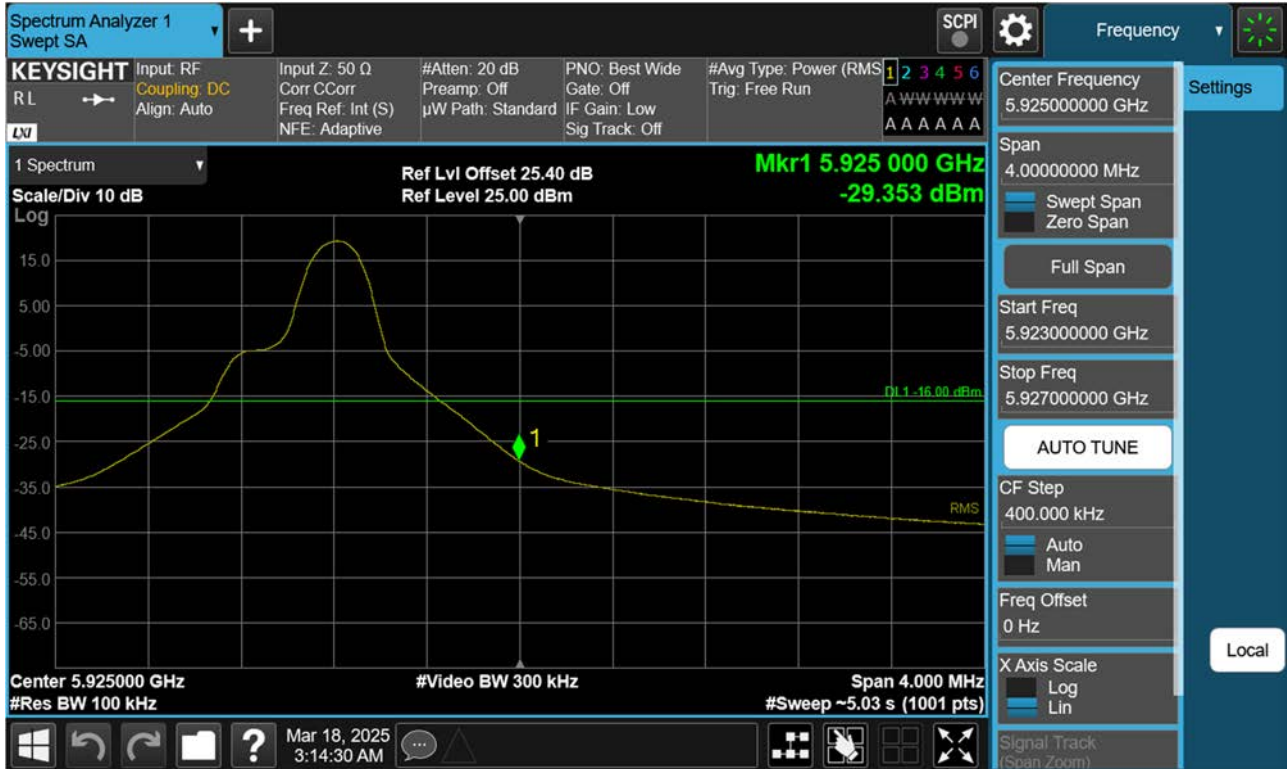 Spectrum Analyzer 1
Swept SA
+
SCPI
Frequency
KEYSIGHT
RL
LXI
Input: RF
Coupling: DC
Align: Auto
Input Z: 50 Ω
Corr CCorr
Freq Ref: Int (S)
NFE: Adaptive
#Atten: 20 dB
Preamp: Off
µW Path: Standard
PNO: Best Wide
Gate: Off
IF Gain: Low
Sig Track: Off
#Avg Type: Power (RMS
Trig: Free Run
1 2 3 4 5 6
A W W W W W
A A A A A A
1 Spectrum
Scale/Div 10 dB
Log
Ref Lvl Offset 25.40 dB
Ref Level 25.00 dBm
Mkr1 5.925 000 GHz
-29.353 dBm
15.0
5.00
-5.00
-15.0
-25.0
-35.0
-45.0
-55.0
-65.0
DL1 -16.00 dBm
1
RMS
Center 5.925000 GHz
#Video BW 300 kHz
Span 4.000 MHz
#Res BW 100 kHz
#Sweep ~5.03 s (1001 pts)
Center Frequency
5.925000000 GHz
Settings
Span
4.00000000 MHz
Swept Span
Zero Span
Full Span
Start Freq
5.923000000 GHz
Stop Freq
5.927000000 GHz
AUTO TUNE
CF Step
400.000 kHz
Auto
Man
Freq Offset
0 Hz
Local
X Axis Scale
Log
Lin
Signal Track
(Span Zoom)
?
Mar 18, 2025
3:14:30 AM